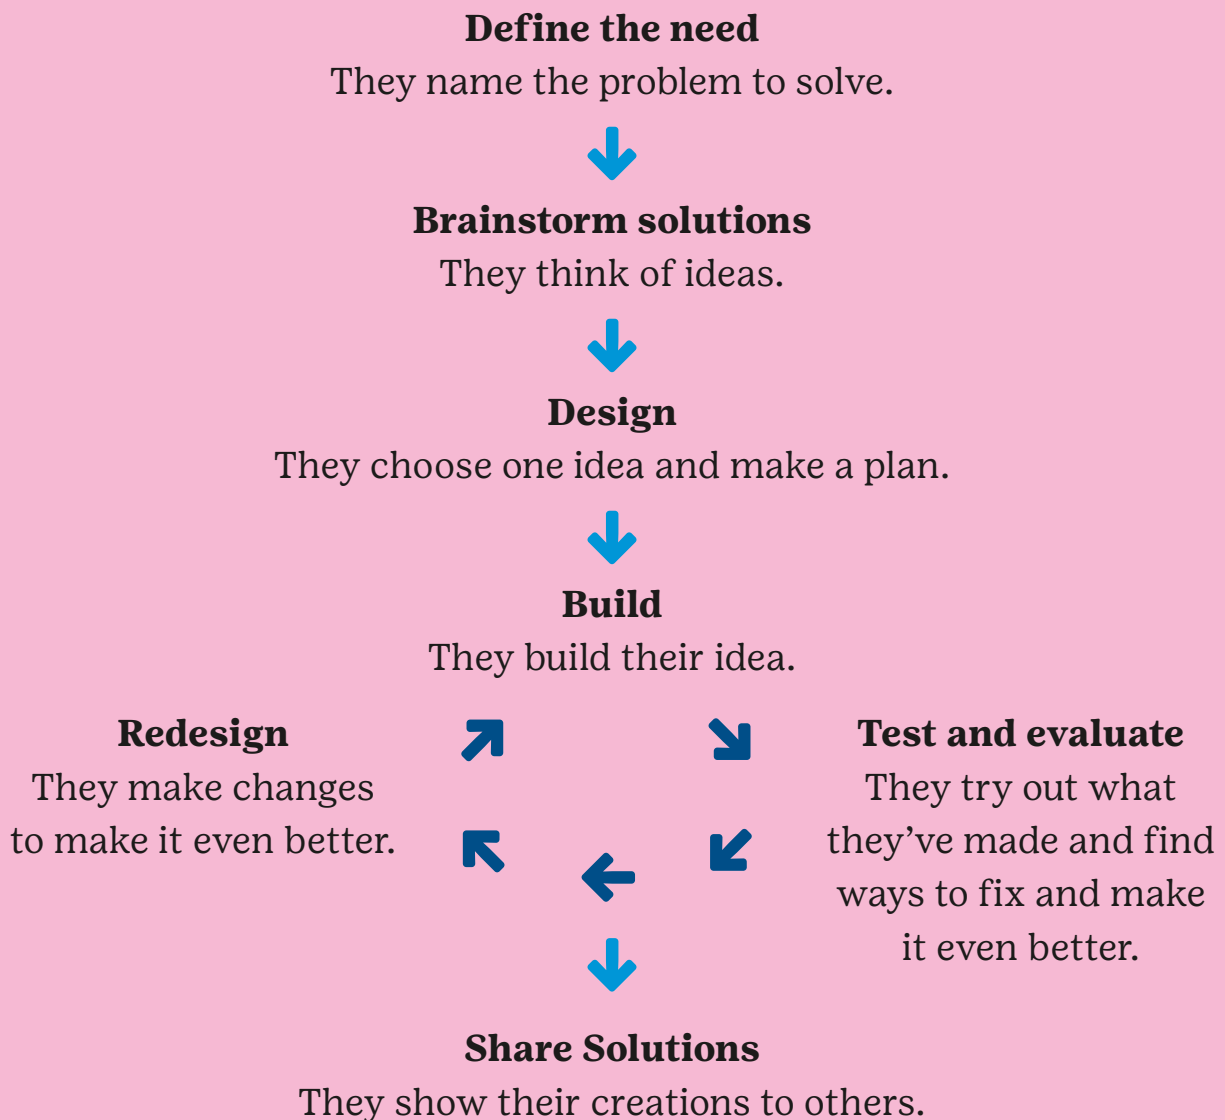 Define the need
They name the problem to solve.
Brainstorm solutions
They think of ideas.
Design
They choose one idea and make a plan.
Build
They build their idea.
Test and evaluate
They try out what
they’ve made and find
ways to fix and make
it even better.
Redesign
They make changes
to make it even better.
Share Solutions
They show their creations to others.